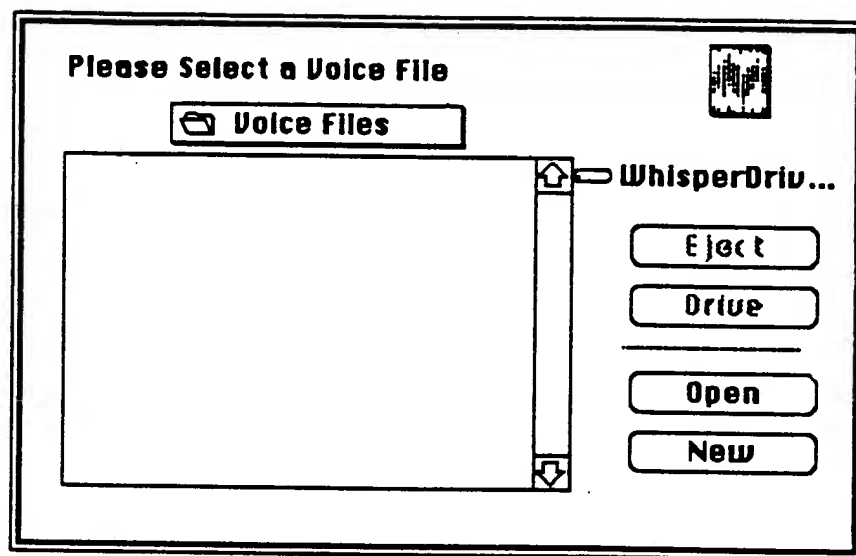 Please Select a Voice File
Voice Files
WhisperDriv...
Eject
Drive
Open
New